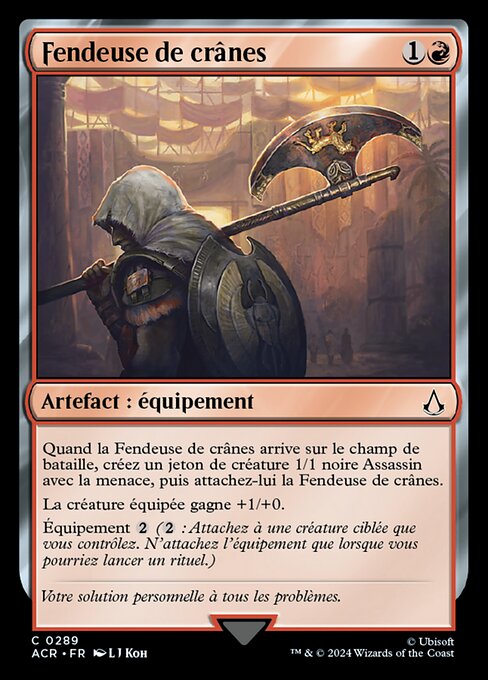 Fendeuse de crânes 1
Artefact : équipement
Quand la Fendeuse de crânes arrive sur le champ de
bataille, créez un jeton de créature 1/1 noire Assassin
avec la menace, puis attachez-lui la Fendeuse de crânes.
La créature équipée gagne +1/+0.
Équipement 2 (2 : Attachez à une créature ciblée que
vous contrôlez. N'attachez l'équipement que lorsque vous
pourriez lancer un rituel.)
Votre solution personnelle à tous les problèmes.
C 0289
ACR • FR LJ Koh
© Ubisoft
™ & © 2024 Wizards of the Coast